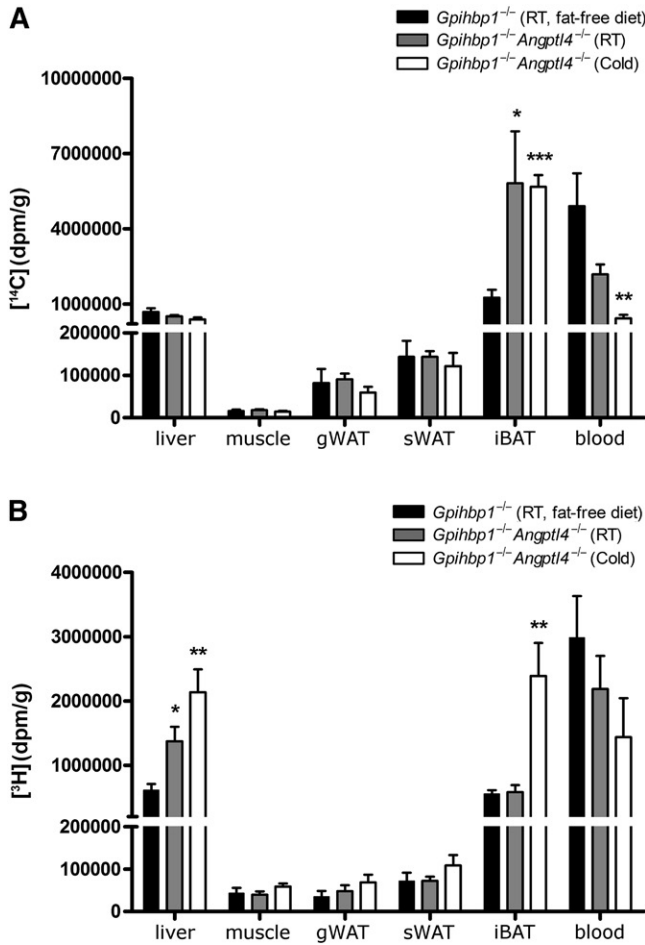 A
Gpihbp1–/– (RT, fat-free diet)
Gpihbp1–/–Angptl4–/– (RT)
Gpihbp1–/–Angptl4–/– (Cold)
[14C] (dpm/g)
10000000
7000000
4000000
1000000
200000
100000
0
*
***
**
liver muscle gWAT sWAT iBAT blood
B
Gpihbp1–/– (RT, fat-free diet)
Gpihbp1–/–Angptl4–/– (RT)
Gpihbp1–/–Angptl4–/– (Cold)
[3H] (dpm/g)
4000000
3000000
2000000
1000000
200000
100000
0
*
**
**
liver muscle gWAT sWAT iBAT blood